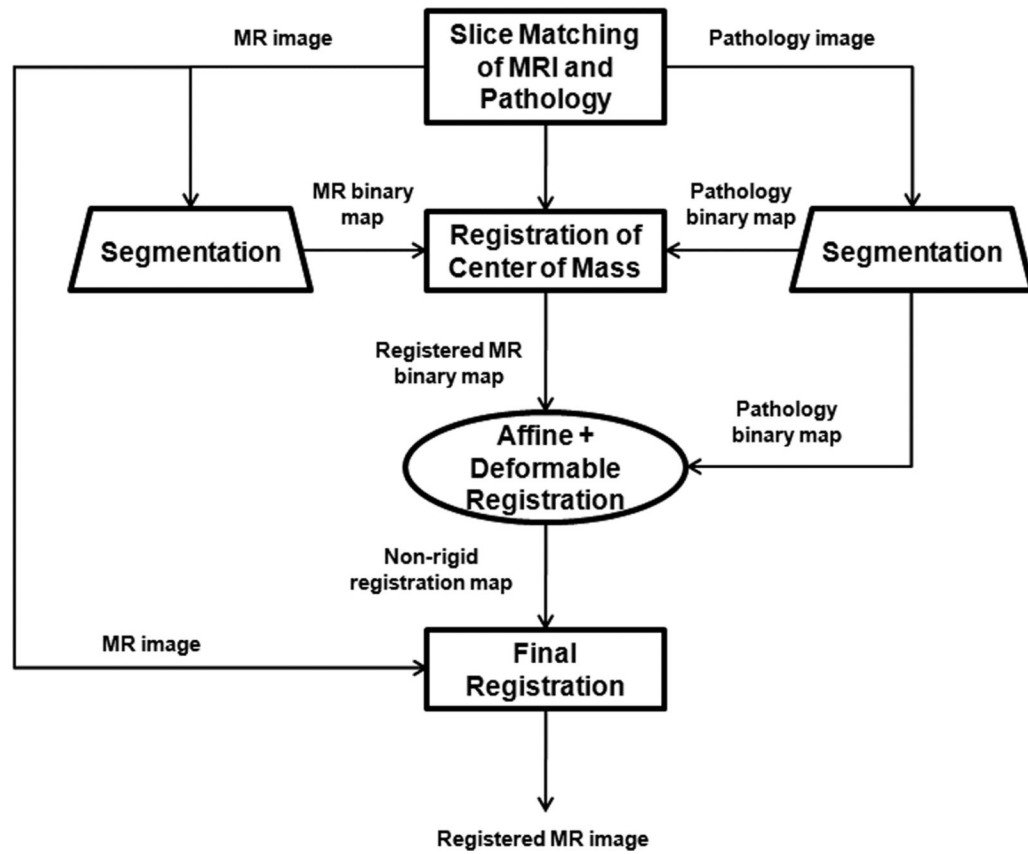 MR image
Slice Matching
of MRI and
Pathology
Pathology image
MR binary
map
Pathology
binary map
Segmentation
Registration of
Center of Mass
Segmentation
Registered MR
binary map
Pathology
binary map
Affine +
Deformable
Registration
Non-rigid
registration map
MR image
Final
Registration
Registered MR image